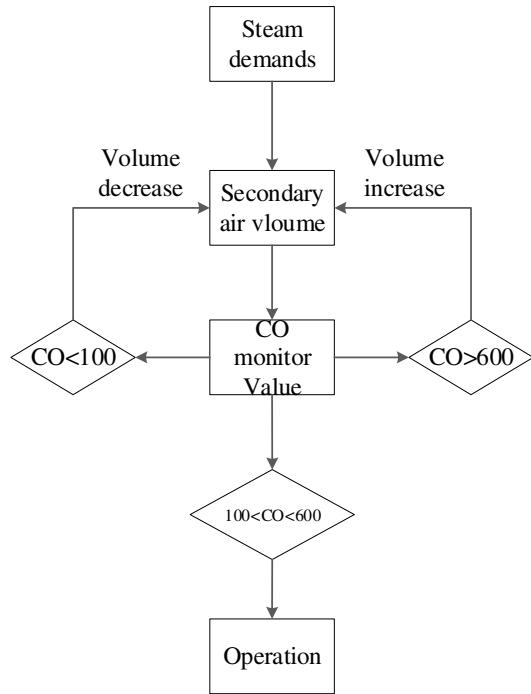 Steam
demands
Volume
decrease
Volume
increase
Secondary
air vloume
CO<100
CO
monitor
Value
CO>600
100<CO<600
Operation